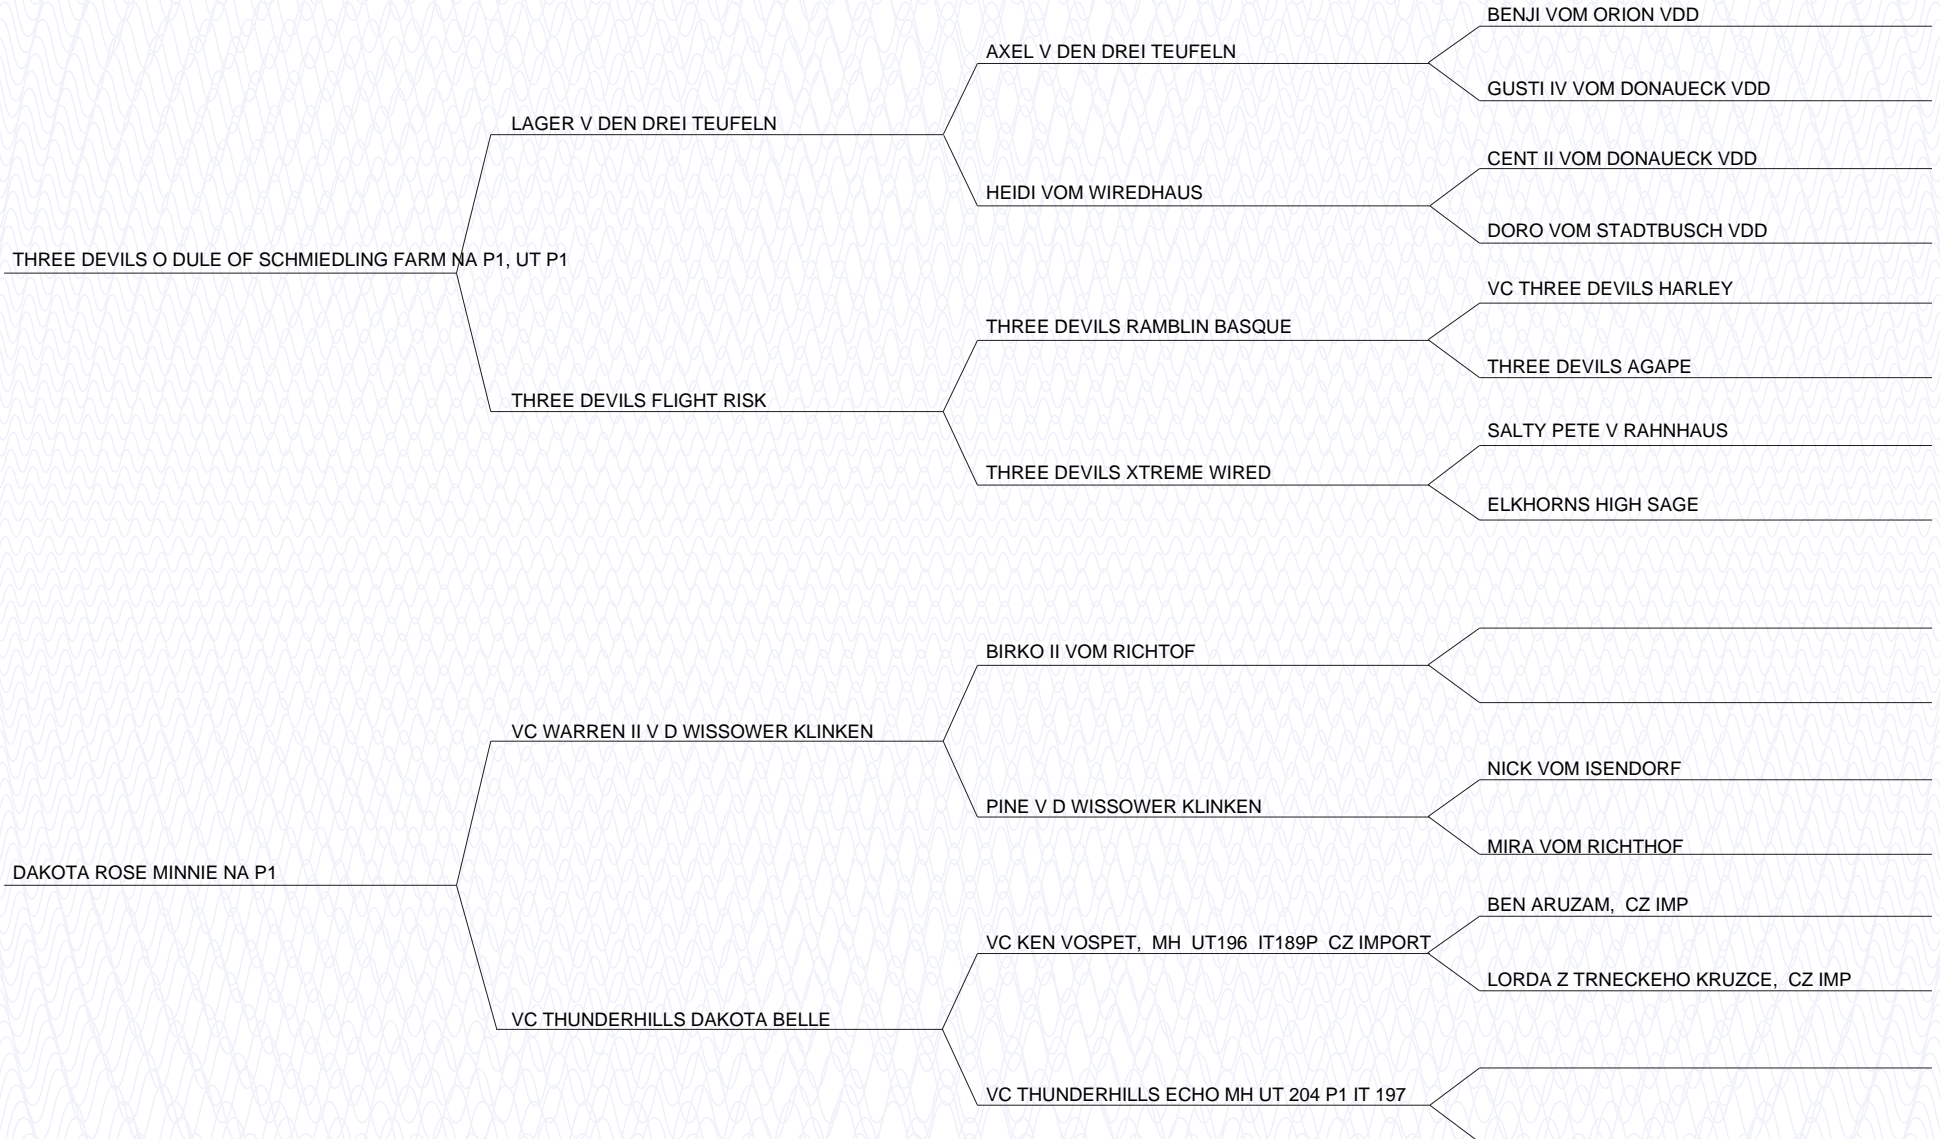 BENJI VOM ORION VDD
AXEL V DEN DREI TEUFELN
GUSTI IV VOM DONAUECK VDD
LAGER V DEN DREI TEUFELN
CENT II VOM DONAUECK VDD
HEIDI VOM WIREDHAUS
DORO VOM STADTBUSCH VDD
THREE DEVILS O DULE OF SCHMIEDLING FARM NA P1, UT P1
VC THREE DEVILS HARLEY
THREE DEVILS RAMBLIN BASQUE
THREE DEVILS AGAPE
THREE DEVILS FLIGHT RISK
SALTY PETE V RAHNHAUS
THREE DEVILS XTREME WIRED
ELKHORNS HIGH SAGE
BIRKO II VOM RICHTOF
VC WARREN II V D WISSOWER KLINKEN
NICK VOM ISENDORF
PINE V D WISSOWER KLINKEN
MIRA VOM RICHTHOF
DAKOTA ROSE MINNIE NA P1
BEN ARUZAM, CZ IMP
VC KEN VOSPET, MH UT196 IT189P CZ IMPORT
LORDA Z TRNECKEHO KRUZCE, CZ IMP
VC THUNDERHILLS DAKOTA BELLE
VC THUNDERHILLS ECHO MH UT 204 P1 IT 197